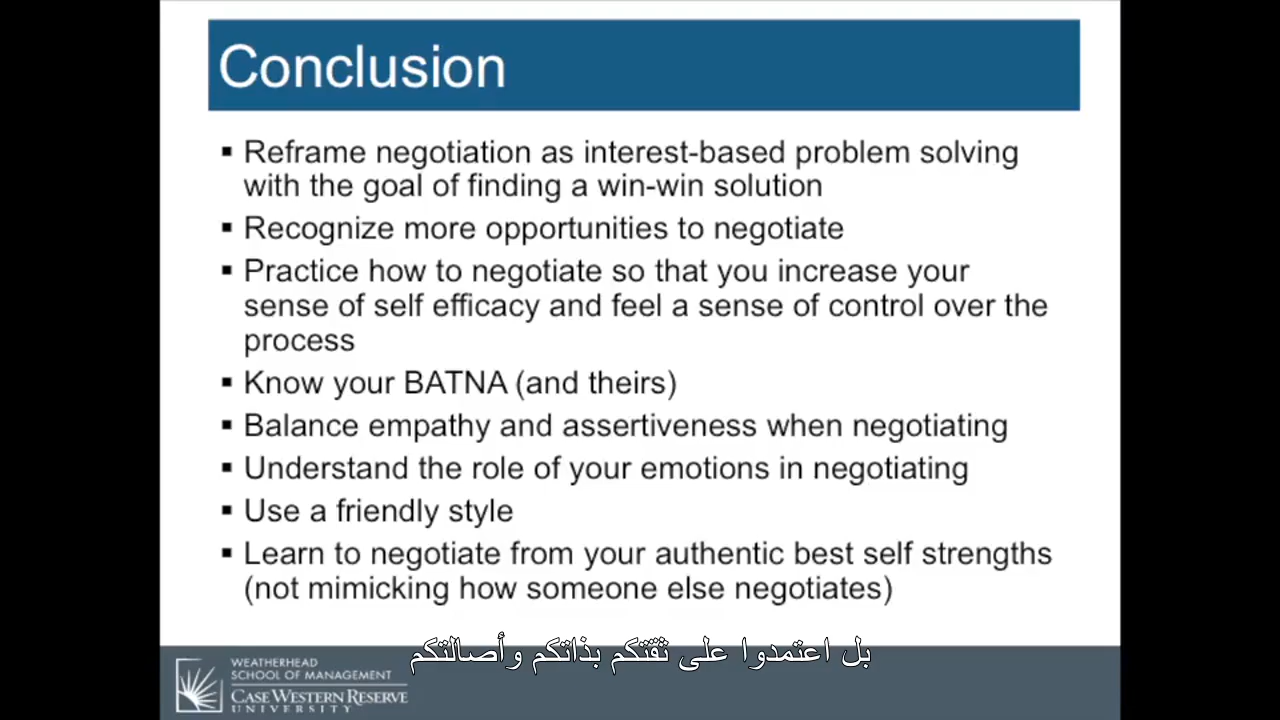 Conclusion
▪ Reframe negotiation as interest-based problem solving
with the goal of finding a win-win solution
▪ Recognize more opportunities to negotiate
▪ Practice how to negotiate so that you increase your
sense of self efficacy and feel a sense of control over the
process
▪ Know your BATNA (and theirs)
▪ Balance empathy and assertiveness when negotiating
▪ Understand the role of your emotions in negotiating
▪ Use a friendly style
▪ Learn to negotiate from your authentic best self strengths
(not mimicking how someone else negotiates)
بل اعتمدوا على ثقتكم بذاتكم وأصالتكم
WEATHERHEAD
SCHOOL OF MANAGEMENT
CASE WESTERN RESERVE
UNIVERSITY